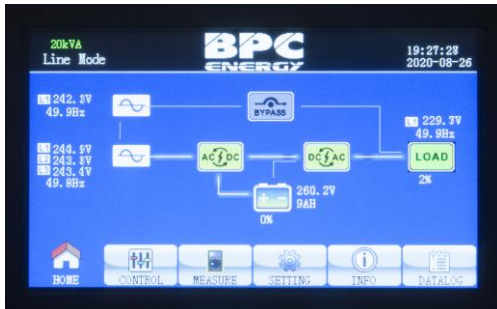 20kVA
Line Mode
BPC
ENERGY
19:27:28
2020-08-26
L1 242.3V
49.9Hz
BYPASS
L1 229.3V
49.9Hz
L1 244.9V
L2 243.8V
L3 243.4V
49.8Hz
AC DC
DC AC
LOAD
2%
+ -
260.2V
9AH
0%
HOME
CONTROL
MEASURE
SETTING
INFO
DATALOG